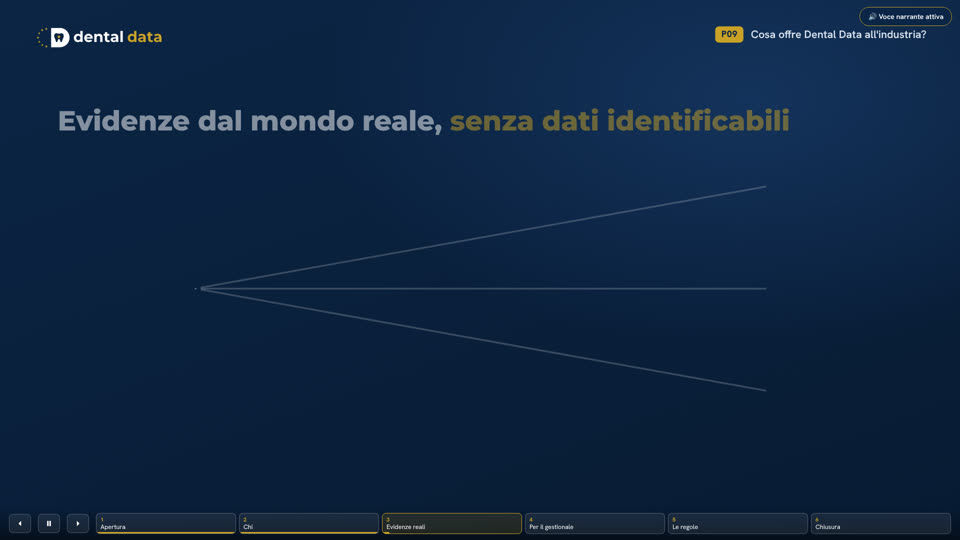 Voce narrante attiva
dental data
P09 Cosa offre Dental Data all'industria?
Evidenze dal mondo reale, senza dati identificabili
1
Apertura
2
Chi
3
Evidenze reali
4
Per il gestionale
5
Le regole
6
Chiusura